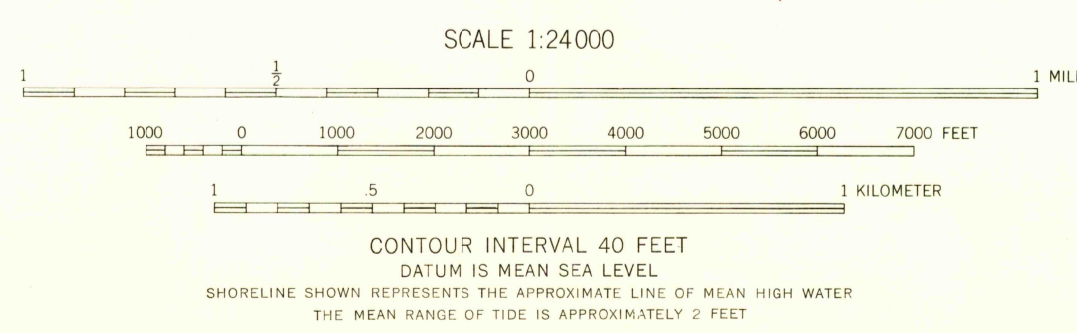 SCALE 1:24000
1 1/2 0 1 MIL
1000 0 1000 2000 3000 4000 5000 6000 7000 FEET
1 .5 0 1 KILOMETER
CONTOUR INTERVAL 40 FEET
DATUM IS MEAN SEA LEVEL
SHORELINE SHOWN REPRESENTS THE APPROXIMATE LINE OF MEAN HIGH WATER
THE MEAN RANGE OF TIDE IS APPROXIMATELY 2 FEET